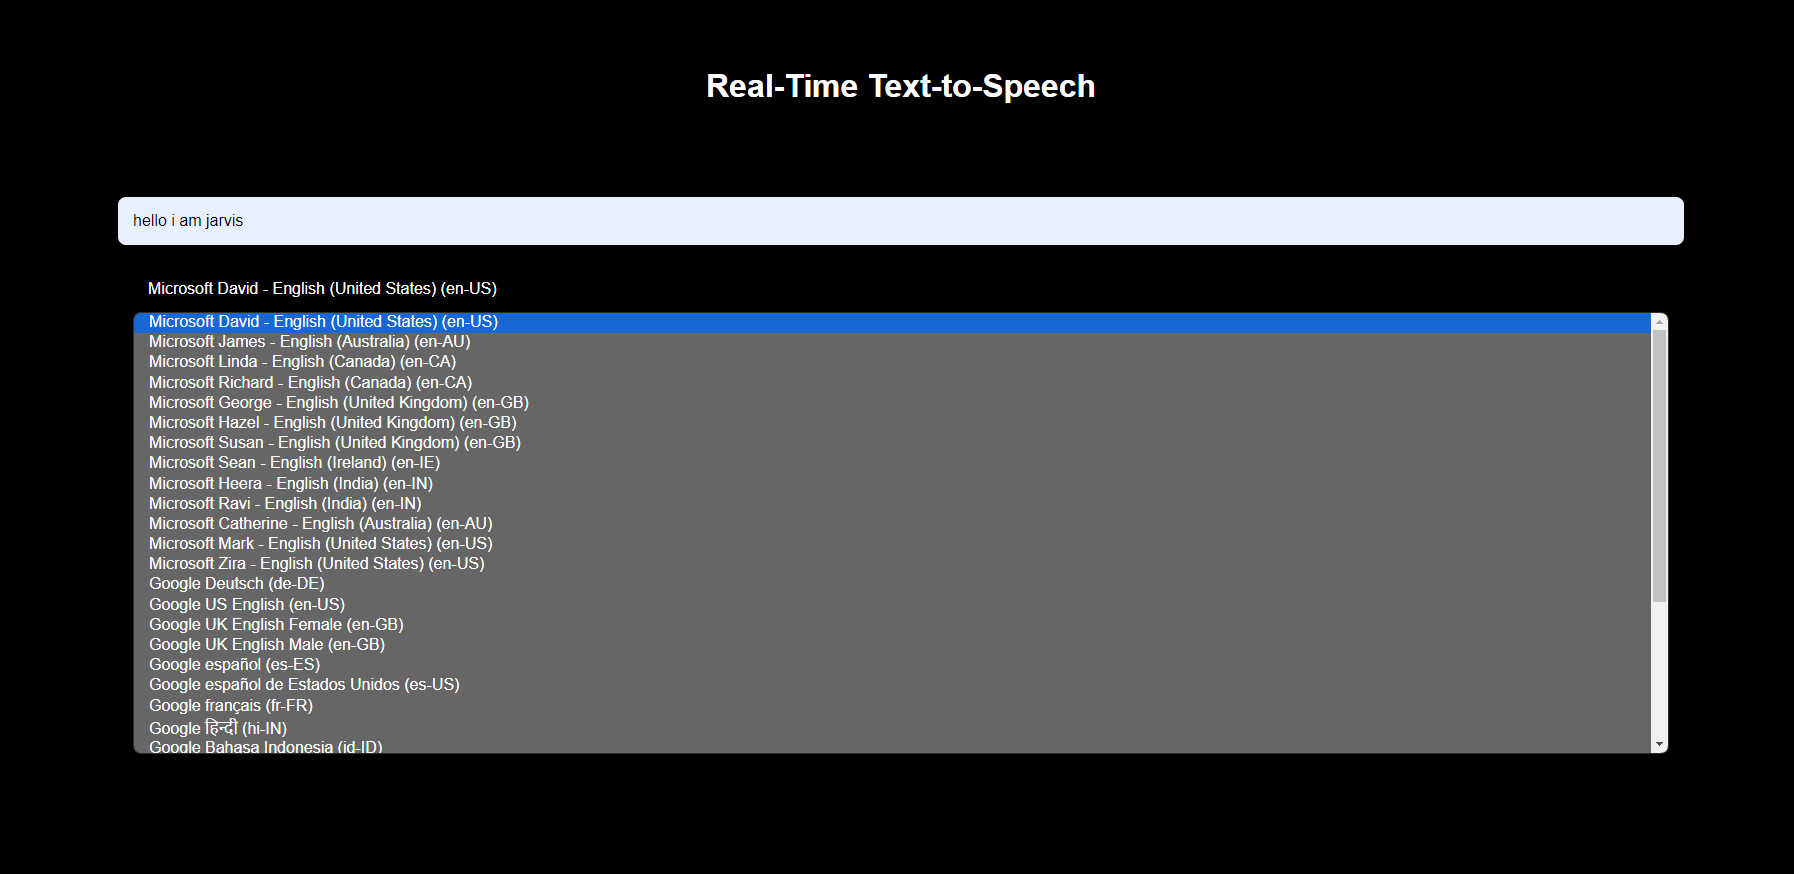 Real-Time Text-to-Speech
hello i am jarvis
Microsoft David - English (United States) (en-US)
Microsoft David - English (United States) (en-US)
Microsoft James - English (Australia) (en-AU)
Microsoft Linda - English (Canada) (en-CA)
Microsoft Richard - English (Canada) (en-CA)
Microsoft George - English (United Kingdom) (en-GB)
Microsoft Hazel - English (United Kingdom) (en-GB)
Microsoft Susan - English (United Kingdom) (en-GB)
Microsoft Sean - English (Ireland) (en-IE)
Microsoft Heera - English (India) (en-IN)
Microsoft Ravi - English (India) (en-IN)
Microsoft Catherine - English (Australia) (en-AU)
Microsoft Mark - English (United States) (en-US)
Microsoft Zira - English (United States) (en-US)
Google Deutsch (de-DE)
Google US English (en-US)
Google UK English Female (en-GB)
Google UK English Male (en-GB)
Google español (es-ES)
Google español de Estados Unidos (es-US)
Google français (fr-FR)
Google हिन्दी (hi-IN)
Google Bahasa Indonesia (id-ID)